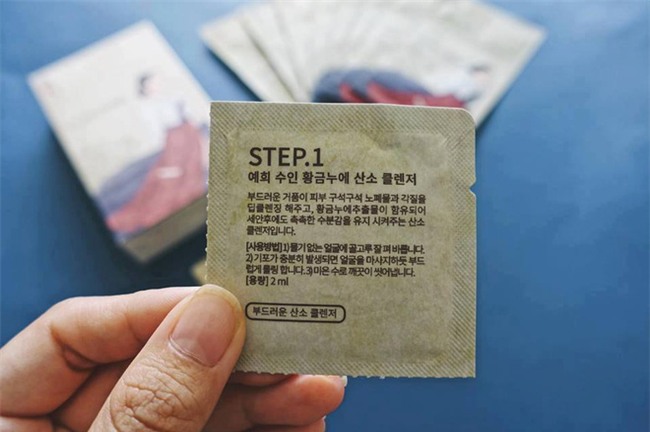 STEP.1
예희 수인 황금누에 산소 클렌저
부드러운 거품이 피부 구석구석 노폐물과 각질을
딥클렌징 해주고, 황금누에추출물이 함유되어
세안후에도 촉촉한 수분감을 유지 시켜주는 산소
클렌저입니다.
[사용방법] 1) 물기없는 얼굴에 골고루 잘 펴 바릅니다.
2) 기포가 충분히 발생되면 얼굴을 마사지하듯 부드
럽게 롤링 합니다. 3) 미온 수로 깨끗이 씻어냅니다.
[용량] 2 ml
부드러운 산소 클렌저